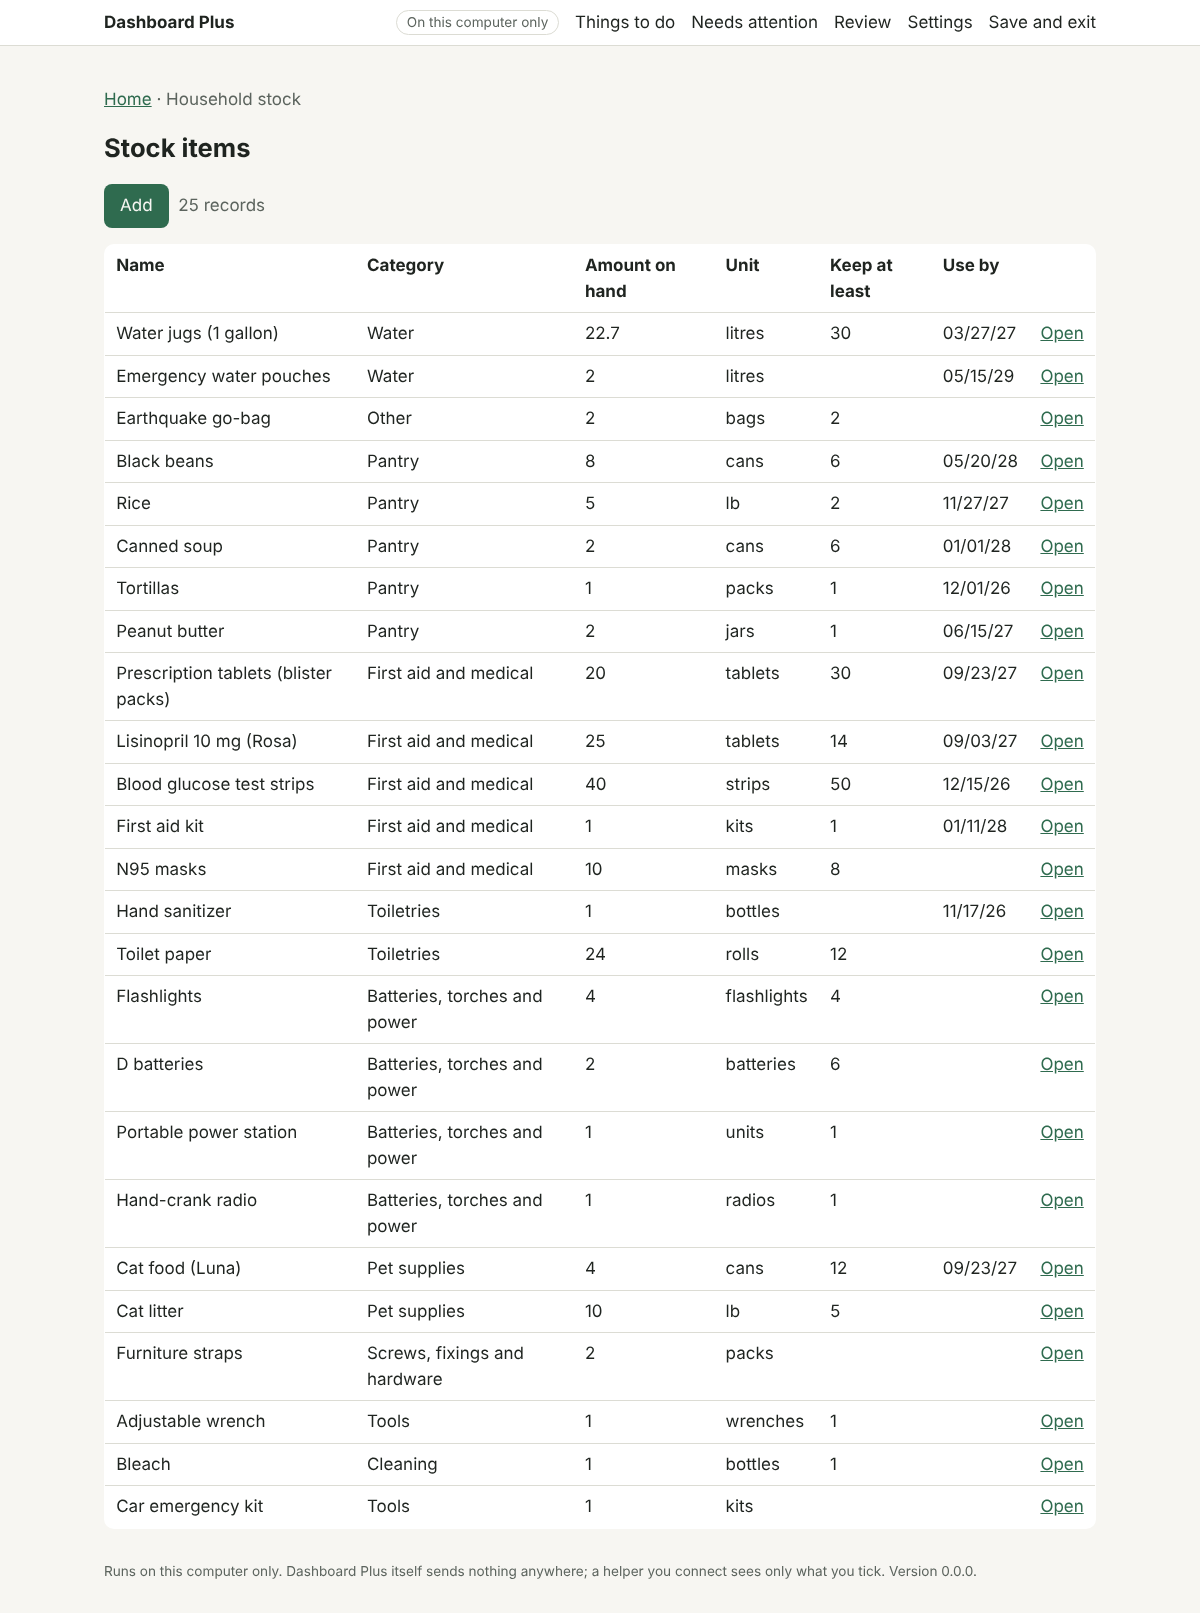 Dashboard Plus
On this computer only
Things to do
Needs attention
Review
Settings
Save and exit
Home · Household stock
Stock items
Add
25 records
Name Category Amount on hand Unit Keep at least Use by
Water jugs (1 gallon) Water 22.7 litres 30 03/27/27 Open
Emergency water pouches Water 2 litres 05/15/29 Open
Earthquake go-bag Other 2 bags 2 Open
Black beans Pantry 8 cans 6 05/20/28 Open
Rice Pantry 5 lb 2 11/27/27 Open
Canned soup Pantry 2 cans 6 01/01/28 Open
Tortillas Pantry 1 packs 1 12/01/26 Open
Peanut butter Pantry 2 jars 1 06/15/27 Open
Prescription tablets (blister packs) First aid and medical 20 tablets 30 09/23/27 Open
Lisinopril 10 mg (Rosa) First aid and medical 25 tablets 14 09/03/27 Open
Blood glucose test strips First aid and medical 40 strips 50 12/15/26 Open
First aid kit First aid and medical 1 kits 1 01/11/28 Open
N95 masks First aid and medical 10 masks 8 Open
Hand sanitizer Toiletries 1 bottles 11/17/26 Open
Toilet paper Toiletries 24 rolls 12 Open
Flashlights Batteries, torches and power 4 flashlights 4 Open
D batteries Batteries, torches and power 2 batteries 6 Open
Portable power station Batteries, torches and power 1 units 1 Open
Hand-crank radio Batteries, torches and power 1 radios 1 Open
Cat food (Luna) Pet supplies 4 cans 12 09/23/27 Open
Cat litter Pet supplies 10 lb 5 Open
Furniture straps Screws, fixings and hardware 2 packs Open
Adjustable wrench Tools 1 wrenches 1 Open
Bleach Cleaning 1 bottles 1 Open
Car emergency kit Tools 1 kits Open
Runs on this computer only. Dashboard Plus itself sends nothing anywhere; a helper you connect sees only what you tick. Version 0.0.0.